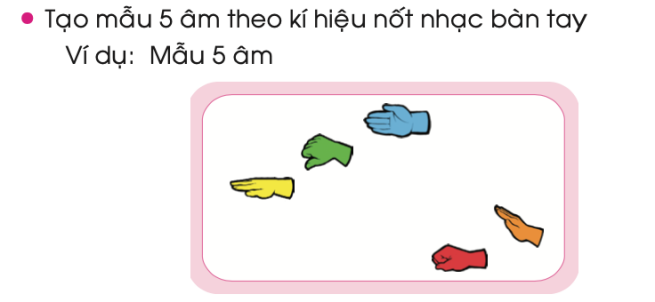 Tạo mẫu 5 âm theo kí hiệu nốt nhạc bàn tay
Ví dụ: Mẫu 5 âm